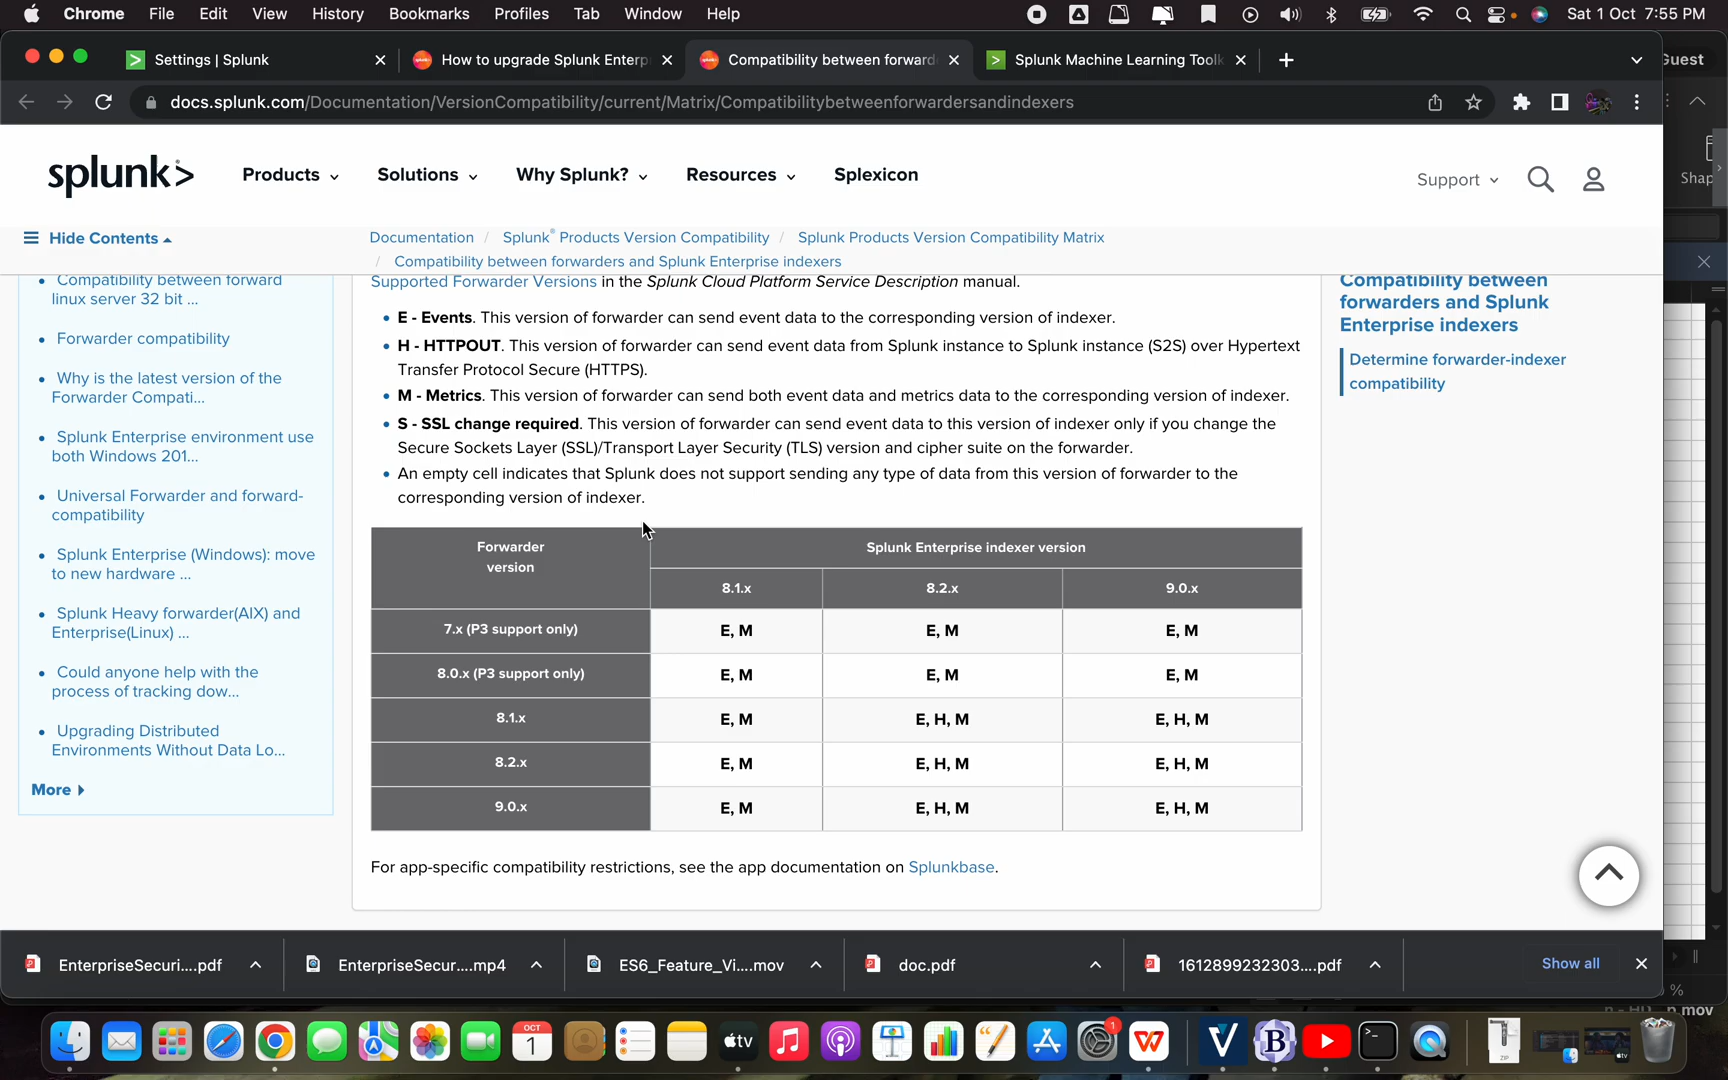 Chrome File Edit View History Bookmarks Profiles Tab Window Help
Sat 1 Oct 7:55 PM
Settings | Splunk
How to upgrade Splunk Enterp
Compatibility between forward
Splunk Machine Learning Toolk
Guest
docs.splunk.com/Documentation/VersionCompatibility/current/Matrix/Compatibilitybetweenforwardersandindexers
splunk> Products Solutions Why Splunk? Resources Splexicon
Support
Shap
Hide Contents
Documentation / Splunk® Products Version Compatibility / Splunk Products Version Compatibility Matrix
/ Compatibility between forwarders and Splunk Enterprise indexers
• Compatibility between forward
linux server 32 bit ...
• Forwarder compatibility
• Why is the latest version of the
Forwarder Compati...
• Splunk Enterprise environment use
both Windows 201...
• Universal Forwarder and forward-
compatibility
• Splunk Enterprise (Windows): move
to new hardware ...
• Splunk Heavy forwarder(AIX) and
Enterprise(Linux) ...
• Could anyone help with the
process of tracking dow...
• Upgrading Distributed
Environments Without Data Lo...
More
Supported Forwarder Versions in the Splunk Cloud Platform Service Description manual.
• E - Events. This version of forwarder can send event data to the corresponding version of indexer.
• H - HTTPOUT. This version of forwarder can send event data from Splunk instance to Splunk instance (S2S) over Hypertext
Transfer Protocol Secure (HTTPS).
• M - Metrics. This version of forwarder can send both event data and metrics data to the corresponding version of indexer.
• S - SSL change required. This version of forwarder can send event data to this version of indexer only if you change the
Secure Sockets Layer (SSL)/Transport Layer Security (TLS) version and cipher suite on the forwarder.
• An empty cell indicates that Splunk does not support sending any type of data from this version of forwarder to the
corresponding version of indexer.
Forwarder
version
Splunk Enterprise indexer version
8.1.x 8.2.x 9.0.x
7.x (P3 support only) E, M E, M E, M
8.0.x (P3 support only) E, M E, M E, M
8.1.x E, M E, H, M E, H, M
8.2.x E, M E, H, M E, H, M
9.0.x E, M E, H, M E, H, M
For app-specific compatibility restrictions, see the app documentation on Splunkbase.
Compatibility between
forwarders and Splunk
Enterprise indexers
Determine forwarder-indexer
compatibility
EnterpriseSecuri....pdf
EnterpriseSecur....mp4
ES6_Feature_Vi....mov
doc.pdf
1612899232303....pdf
Show all
%
OCT
1
tv
1
ZIP